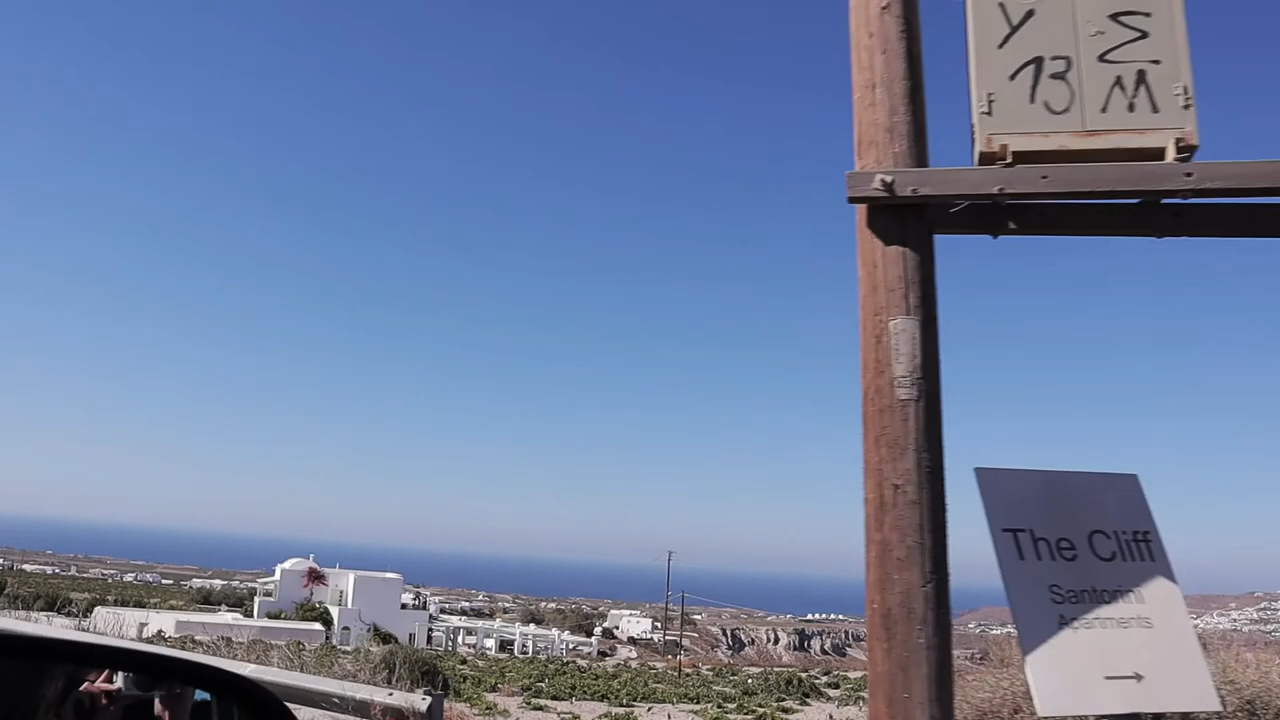 Υ Σ
13 Μ
The Cliff
Santorini
Apartments
→